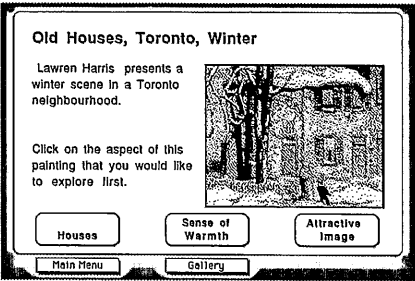 Old Houses, Toronto, Winter
Lawren Harris presents a
winter scene in a Toronto
neighbourhood.
Click on the aspect of this
painting that you would like
to explore first.
Houses
Sense of
Warmth
Attractive
Image
Main Menu
Gallery